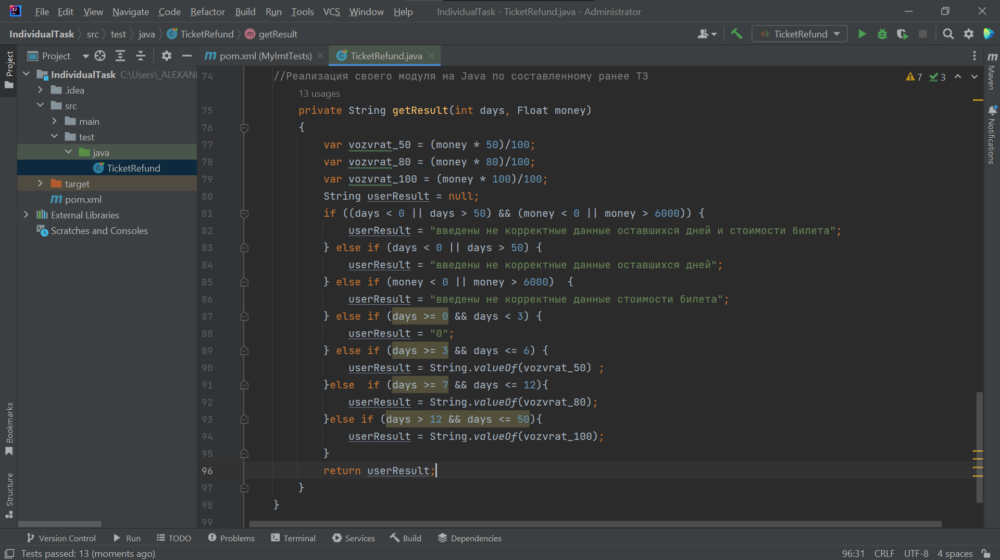 File Edit View Navigate Code Refactor Build Run Tools VCS Window Help IndividualTask - TicketRefund.java - Administrator
IndividualTask src test java TicketRefund getResult TicketRefund
Project
pom.xml (MyImtTests) TicketRefund.java
Project
IndividualTask C:\Users\_ALEXAN
.idea
src
main
test
java
TicketRefund
target
pom.xml
External Libraries
Scratches and Consoles
Bookmarks
Structure
Maven
Notifications
7 3
74 //Реализация своего модуля на Java по составленному ранее ТЗ
13 usages
75 private String getResult(int days, Float money)
76 {
77 var vozvrat_50 = (money * 50)/100;
78 var vozvrat_80 = (money * 80)/100;
79 var vozvrat_100 = (money * 100)/100;
80 String userResult = null;
81 if ((days < 0 || days > 50) && (money < 0 || money > 6000)) {
82 userResult = "введены не корректные данные оставшихся дней и стоимости билета";
83 } else if (days < 0 || days > 50) {
84 userResult = "введены не корректные данные оставшихся дней";
85 } else if (money < 0 || money > 6000)  {
86 userResult = "введены не корректные данные стоимости билета";
87 } else if (days >= 0 && days < 3) {
88 userResult = "0";
89 } else if (days >= 3 && days <= 6) {
90 userResult = String.valueOf(vozvrat_50) ;
91 }else  if (days >= 7 && days <= 12){
92 userResult = String.valueOf(vozvrat_80);
93 }else if (days > 12 && days <= 50){
94 userResult = String.valueOf(vozvrat_100);
95 }
96 return userResult;
97 }
98 }
99
Version Control Run TODO Problems Terminal Services Build Dependencies
Tests passed: 13 (moments ago) 96:31 CRLF UTF-8 4 spaces